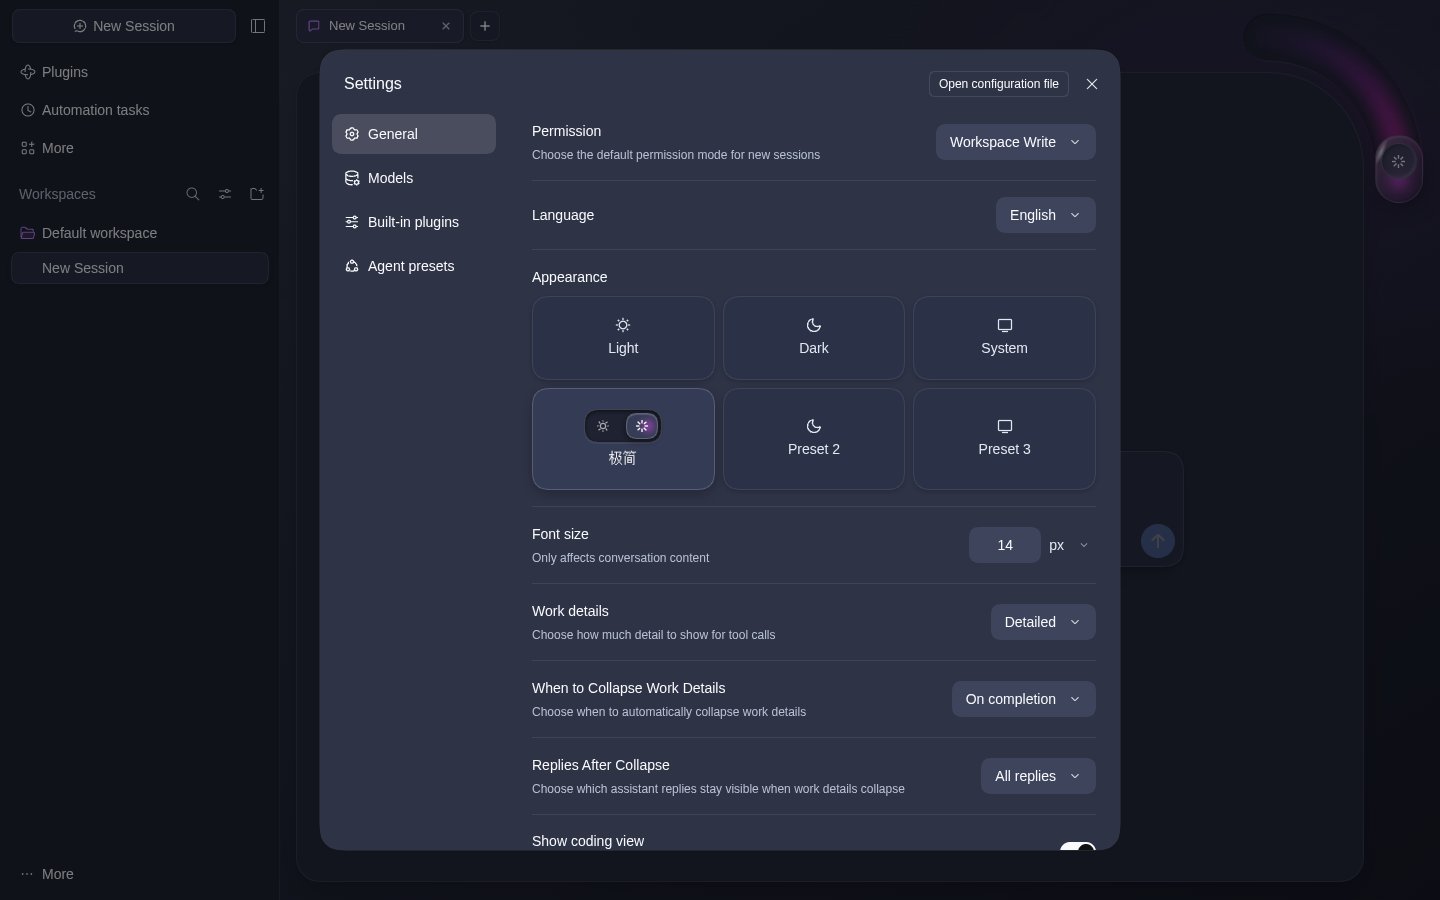 New Session
New Session
Plugins
Automation tasks
More
Workspaces
Default workspace
New Session
More
Settings
Open configuration file
General
Models
Built-in plugins
Agent presets
Permission
Choose the default permission mode for new sessions
Workspace Write
Language
English
Appearance
Light
Dark
System
极简
Preset 2
Preset 3
Font size
Only affects conversation content
14
px
Work details
Choose how much detail to show for tool calls
Detailed
When to Collapse Work Details
Choose when to automatically collapse work details
On completion
Replies After Collapse
Choose which assistant replies stay visible when work details collapse
All replies
Show coding view